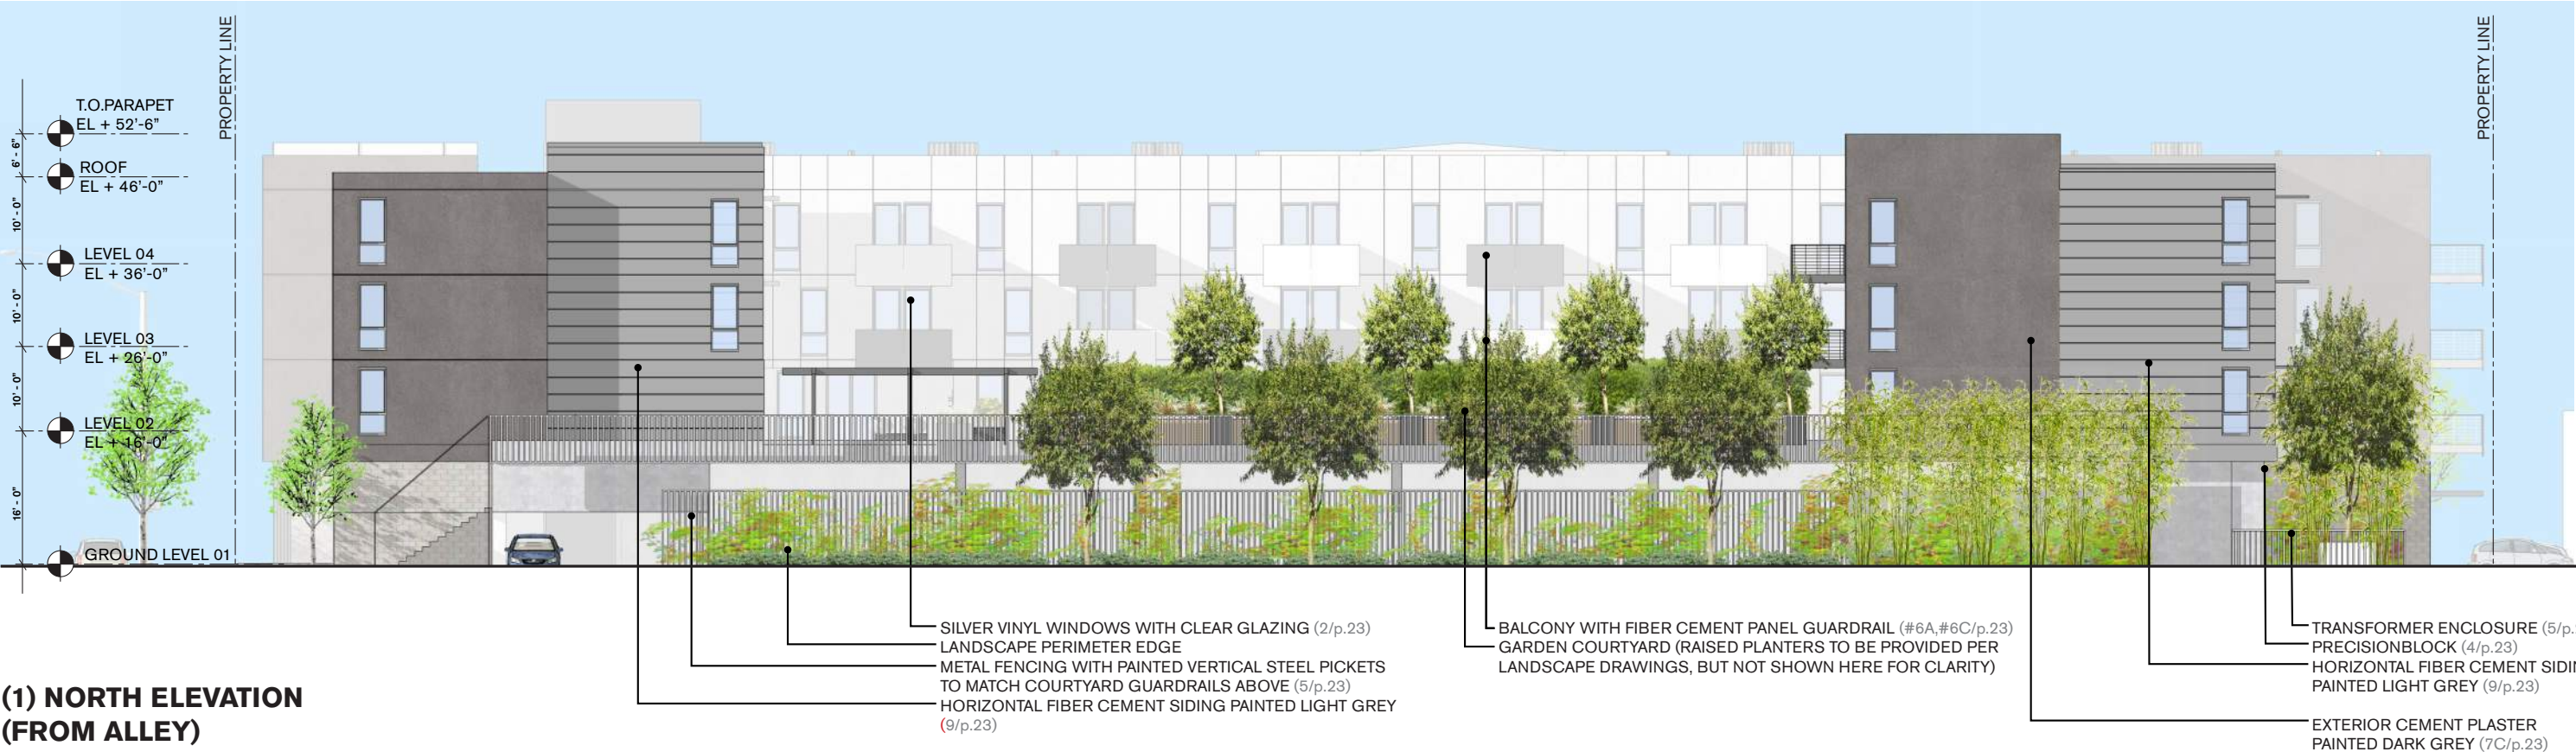 PROPERTY LINE
PROPERTY LINE
T.O.PARAPET
EL + 52'-6"
6' - 6"
ROOF
EL + 46'-0"
10' - 0"
LEVEL 04
EL + 36'-0"
10' - 0"
LEVEL 03
EL + 26'-0"
10' - 0"
LEVEL 02
EL + 16'-0"
16' - 0"
GROUND LEVEL 01
SILVER VINYL WINDOWS WITH CLEAR GLAZING (2/p.23)
LANDSCAPE PERIMETER EDGE
METAL FENCING WITH PAINTED VERTICAL STEEL PICKETS
TO MATCH COURTYARD GUARDRAILS ABOVE (5/p.23)
HORIZONTAL FIBER CEMENT SIDING PAINTED LIGHT GREY
(9/p.23)
BALCONY WITH FIBER CEMENT PANEL GUARDRAIL (#6A,#6C/p.23)
GARDEN COURTYARD (RAISED PLANTERS TO BE PROVIDED PER
LANDSCAPE DRAWINGS, BUT NOT SHOWN HERE FOR CLARITY)
TRANSFORMER ENCLOSURE (5/p.
PRECISIONBLOCK (4/p.23)
HORIZONTAL FIBER CEMENT SIDIN
PAINTED LIGHT GREY (9/p.23)
EXTERIOR CEMENT PLASTER
PAINTED DARK GREY (7C/p.23)
(1) NORTH ELEVATION
(FROM ALLEY)